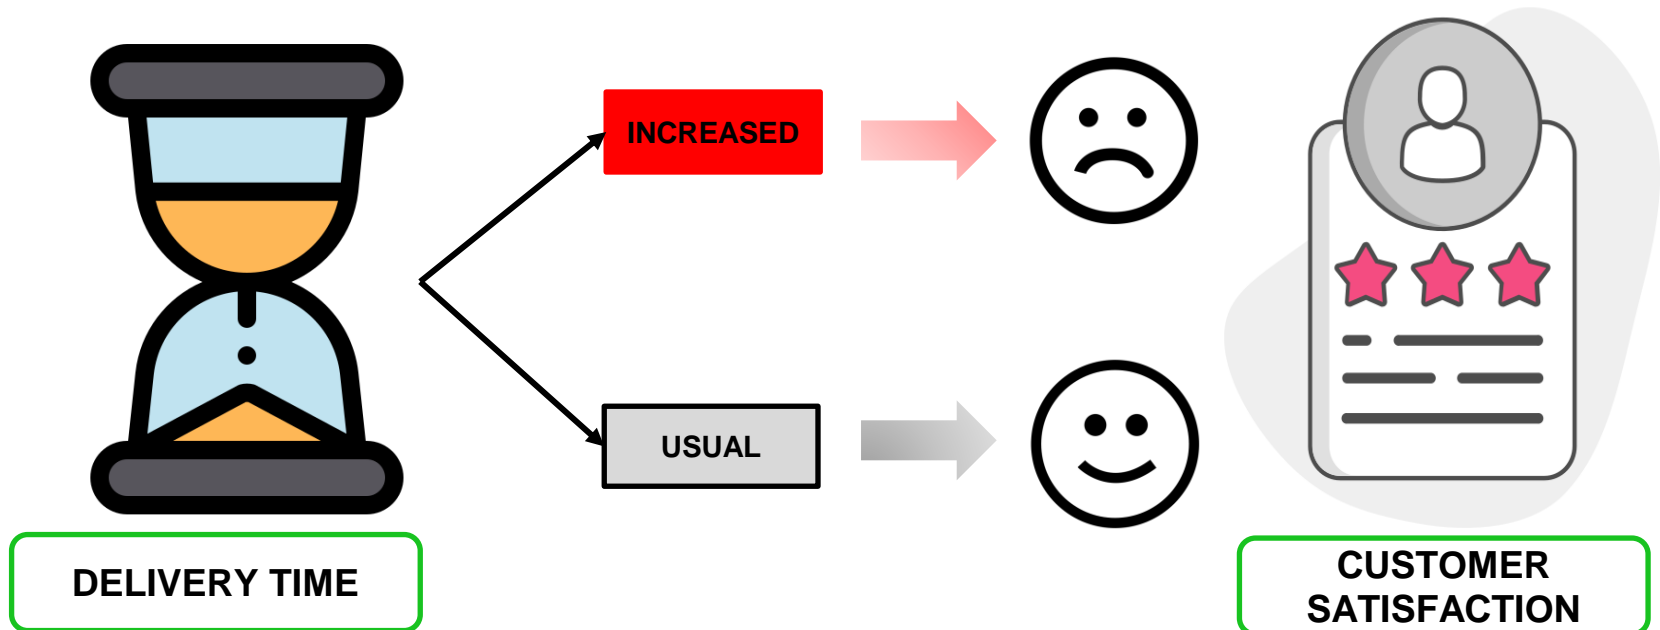 INCREASED
USUAL
DELIVERY TIME
CUSTOMER
SATISFACTION